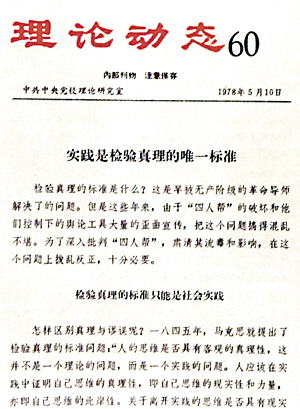 理论动态 60
内部刊物 注意保存
中共中央党校理论研究室 1978年5月10日
实践是检验真理的唯一标准
检验真理的标准是什么？这是早被无产阶级的革命导师
解决了的问题。但是这些年来，由于“四人帮”的破坏和他
们控制下的舆论工具大量的歪曲宣传，把这个问题搞得混乱
不堪。为了深入批判“四人帮”，肃清其流毒和影响，在这
个问题上拨乱反正，十分必要。
检验真理的标准只能是社会实践
怎样区别真理与谬误呢？一八四五年，马克思就提出了
检验真理的标准问题：“人的思维是否具有客观的真理性，这
并不是一个理论的问题，而是一个实践的问题。人应该在实
践中证明自己思维的真理性，即自己思维的现实性和力量，
亦即自己思维的此岸性。关于离开实践的思维是否具有现实